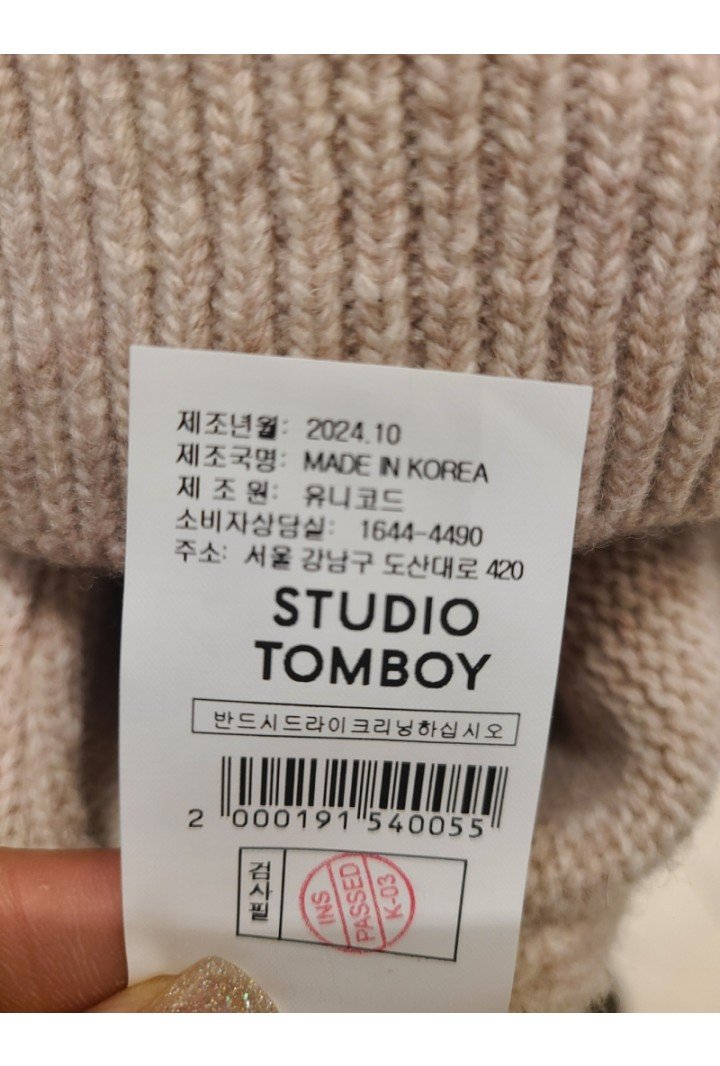 제조년월: 2024.10
제조국명: MADE IN KOREA
제 조 원: 유니코드
소비자상담실: 1644-4490
주소: 서울 강남구 도산대로 420
STUDIO
TOMBOY
반드시드라이크리닝하십시오
2 000191 540055
검사필
INS
PASSED
K-03